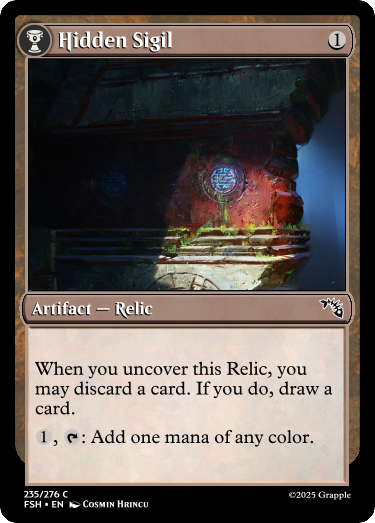 Hidden Sigil 1
Artifact — Relic
When you uncover this Relic, you
may discard a card. If you do, draw a
card.
1, : Add one mana of any color.
235/276 C
FSH • EN Cosmin Hrincu
©2025 Grapple